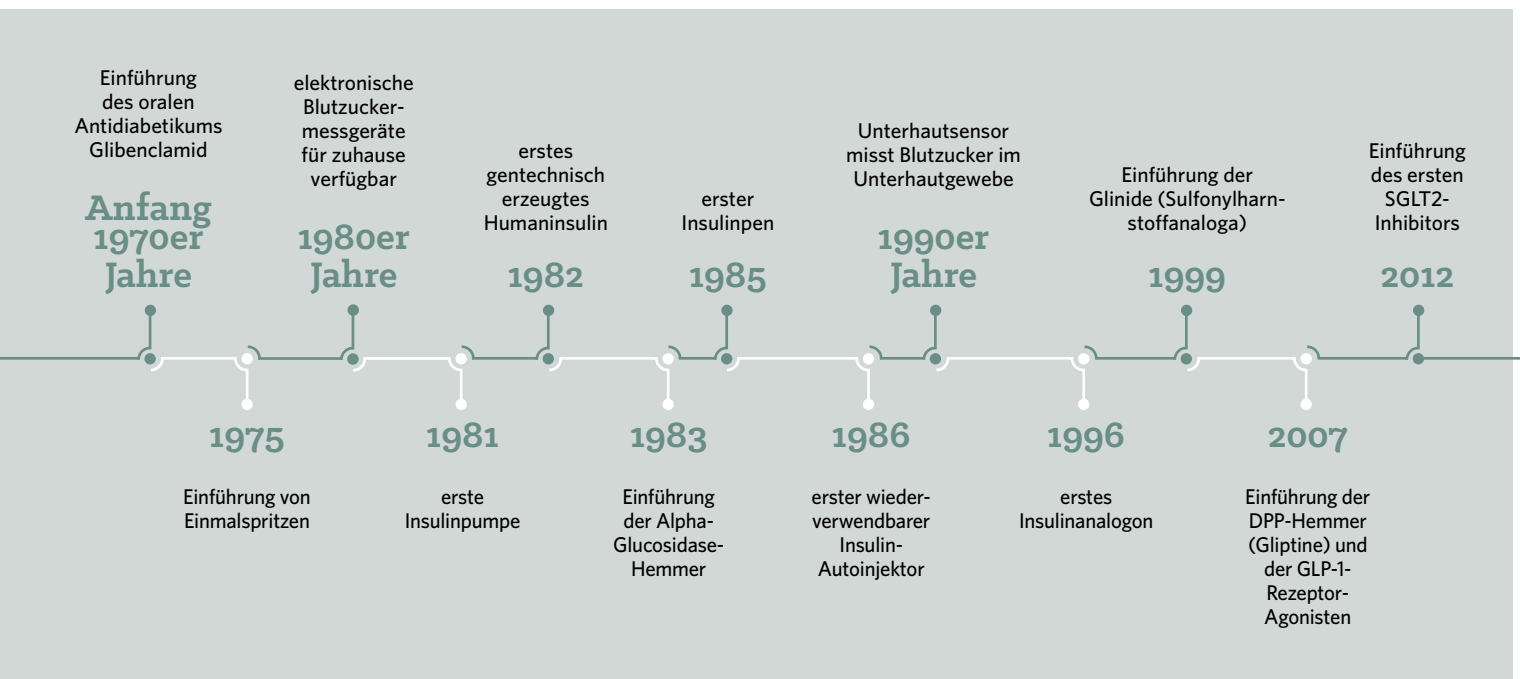 Einführung
des oralen
Antidiabetikums
Glibenclamid
Anfang
1970er
Jahre
1975
Einführung von
Einmalspritzen
elektronische
Blutzucker-
messgeräte
für zuhause
verfügbar
1980er
Jahre
1981
erste
Insulinpumpe
erstes
gentechnisch
erzeugtes
Humaninsulin
1982
1983
Einführung
der Alpha-
Glucosidase-
Hemmer
erster
Insulinpen
1985
1986
erster wieder-
verwendbarer
Insulin-
Autoinjektor
Unterhautsensor
misst Blutzucker im
Unterhautgewebe
1990er
Jahre
1996
erstes
Insulinanalogon
Einführung der
Glinide (Sulfonylharn-
stoffanaloga)
1999
2007
Einführung der
DPP-Hemmer
(Gliptine) und
der GLP-1-
Rezeptor-
Agonisten
Einführung
des ersten
SGLT2-
Inhibitors
2012